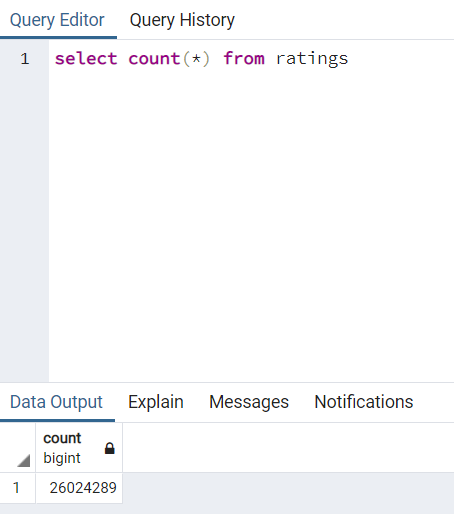 Query Editor Query History
1 select count(*) from ratings
Data Output Explain Messages Notifications
count
bigint
1 26024289